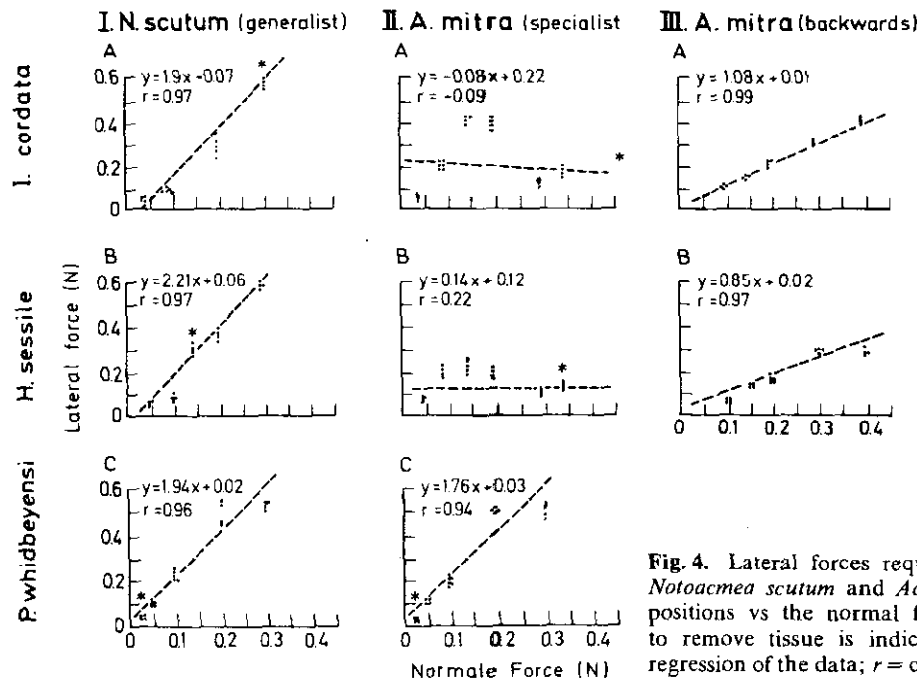 I. N. scutum (generalist)
II. A. mitra (specialist
III. A. mitra (backwards)
I. cordata
A
y=1.9x-0.07
r=0.97
*
0.6
0.4
0.2
0
A
y=-0.08x+0.22
r=-0.09
*
A
y=1.08x+0.01
r=0.99
H. sessile
Lateral force (N)
B
y=2.21x+0.06
r=0.97
*
0.6
0.4
0.2
0
B
y=0.14x+0.12
r=0.22
*
B
y=0.85x+0.02
r=0.97
0 0.1 0.2 0.3 0.4
P. whidbeyensi
C
y=1.94x+0.02
r=0.96
*
0.6
0.4
0.2
0
0 0.1 0.2 0.3 0.4
C
y=1.76x+0.03
r=0.94
*
0 0.1 0.2 0.3 0.4
Normale Force (N)
Fig. 4. Lateral forces requ
Notoacmea scutum and Ac
positions vs the normal f
to remove tissue is indic
regression of the data; r = c